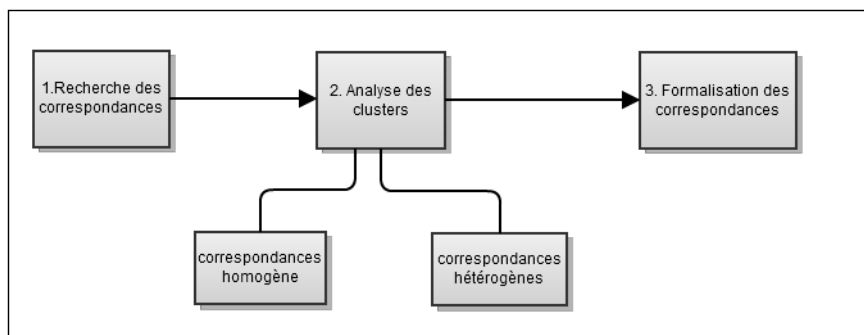 1.Recherche des
correspondances
2. Analyse des
clusters
3. Formalisation des
correspondances
correspondances
homogène
correspondances
hétérogènes